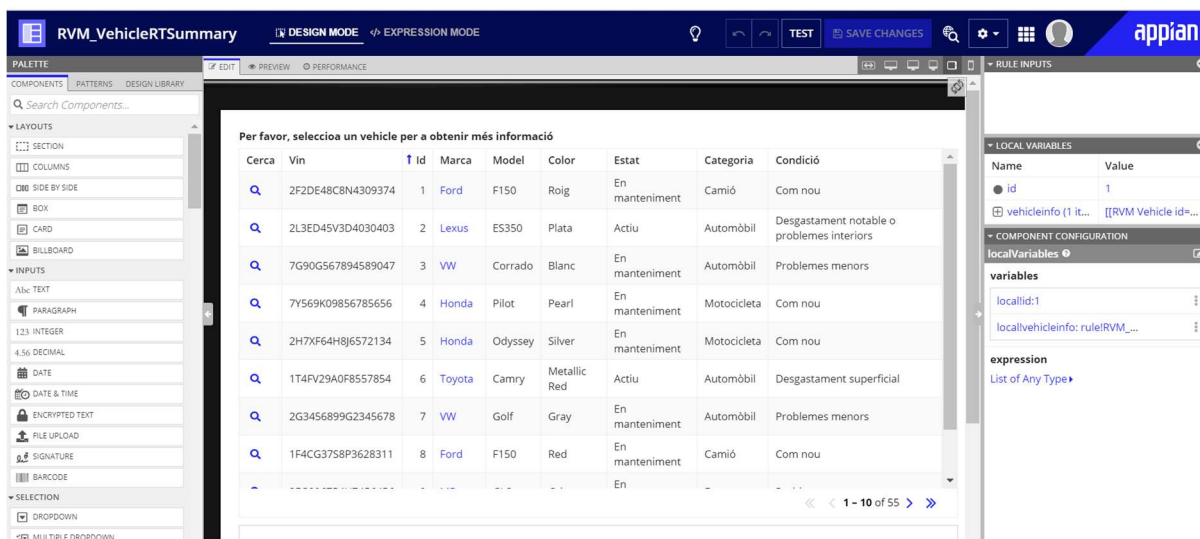 RVM_VehicleRTSummary
DESIGN MODE
EXPRESSION MODE
TEST
SAVE CHANGES
appian
PALETTE
COMPONENTS PATTERNS DESIGN LIBRARY
Search Components...
LAYOUTS
SECTION
COLUMNS
SIDE BY SIDE
BOX
CARD
BILLBOARD
INPUTS
Abc TEXT
PARAGRAPH
123 INTEGER
4.56 DECIMAL
DATE
DATE & TIME
ENCRYPTED TEXT
FILE UPLOAD
SIGNATURE
BARCODE
SELECTION
DROPDOWN
MULTIPLE DROPDOWN
EDIT PREVIEW PERFORMANCE
Per favor, seleccioa un vehicle per a obtenir més informació
Cerca Vin Id Marca Model Color Estat Categoria Condició
2F2DE48C8N4309374 1 Ford F150 Roig En manteniment Camió Com nou
2L3ED45V3D4030403 2 Lexus ES350 Plata Actiu Automòbil Desgastament notable o problemes interiors
7G90G567894589047 3 VW Corrado Blanc En manteniment Automòbil Problemes menors
7Y569K09856785656 4 Honda Pilot Pearl En manteniment Motocicleta Com nou
2H7XF64H8J6572134 5 Honda Odyssey Silver En manteniment Motocicleta Com nou
1T4FV29A0F8557854 6 Toyota Camry Metallic Red Actiu Automòbil Desgastament superficial
2G3456899G2345678 7 VW Golf Gray En manteniment Automòbil Problemes menors
1F4CG37S8P3628311 8 Ford F150 Red En manteniment Camió Com nou
En
1 – 10 of 55
RULE INPUTS
LOCAL VARIABLES
Name Value
id 1
vehicleinfo (1 it... [[RVM Vehicle id=...
COMPONENT CONFIGURATION
localVariables
variables
local!id:1
local!vehicleinfo: rule!RVM_...
expression
List of Any Type